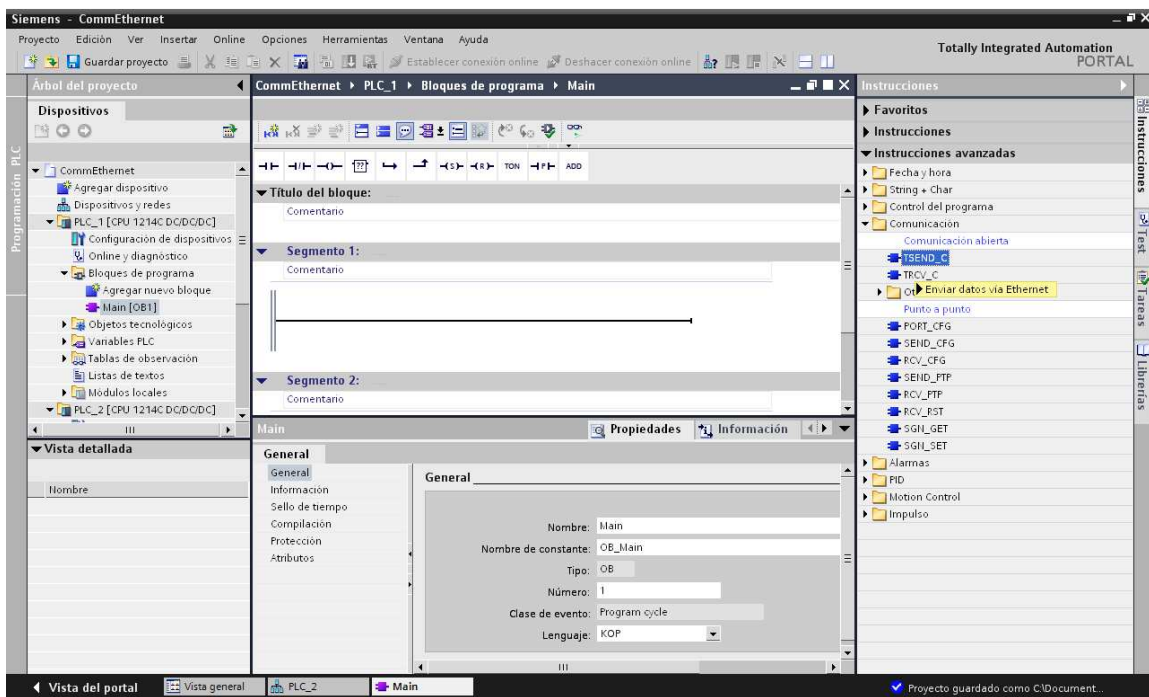 Siemens - CommEthernet
Proyecto Edición Ver Insertar Online Opciones Herramientas Ventana Ayuda
Totally Integrated Automation
PORTAL
Guardar proyecto
Establecer conexión online
Deshacer conexión online
Árbol del proyecto
CommEthernet PLC_1 Bloques de programa Main
Instrucciones
Programación PLC
Dispositivos
CommEthernet
Agregar dispositivo
Dispositivos y redes
PLC_1 [CPU 1214C DC/DC/DC]
Configuración de dispositivos
Online y diagnóstico
Bloques de programa
Agregar nuevo bloque
Main [OB1]
Objetos tecnológicos
Variables PLC
Tablas de observación
Listas de textos
Módulos locales
PLC_2 [CPU 1214C DC/DC/DC]
Vista detallada
Nombre
?? S R TON P ADD
Título del bloque:
Comentario
Segmento 1:
Comentario
Segmento 2:
Comentario
Main
Propiedades
Información
General
General
Información
Sello de tiempo
Compilación
Protección
Atributos
General
Nombre: Main
Nombre de constante: OB_Main
Tipo: OB
Número: 1
Clase de evento: Program cycle
Lenguaje: KOP
Favoritos
Instrucciones
Instrucciones avanzadas
Fecha y hora
String + Char
Control del programa
Comunicación
Comunicación abierta
TSEND_C
TRCV_C
Enviar datos vía Ethernet
Punto a punto
PORT_CFG
SEND_CFG
RCV_CFG
SEND_PTP
RCV_PTP
RCV_RST
SGN_GET
SGN_SET
Alarmas
PID
Motion Control
Impulso
Instrucciones
Test
Tareas
Librerías
Vista del portal
Vista general
PLC_2
Main
Proyecto guardado como C:\Document...